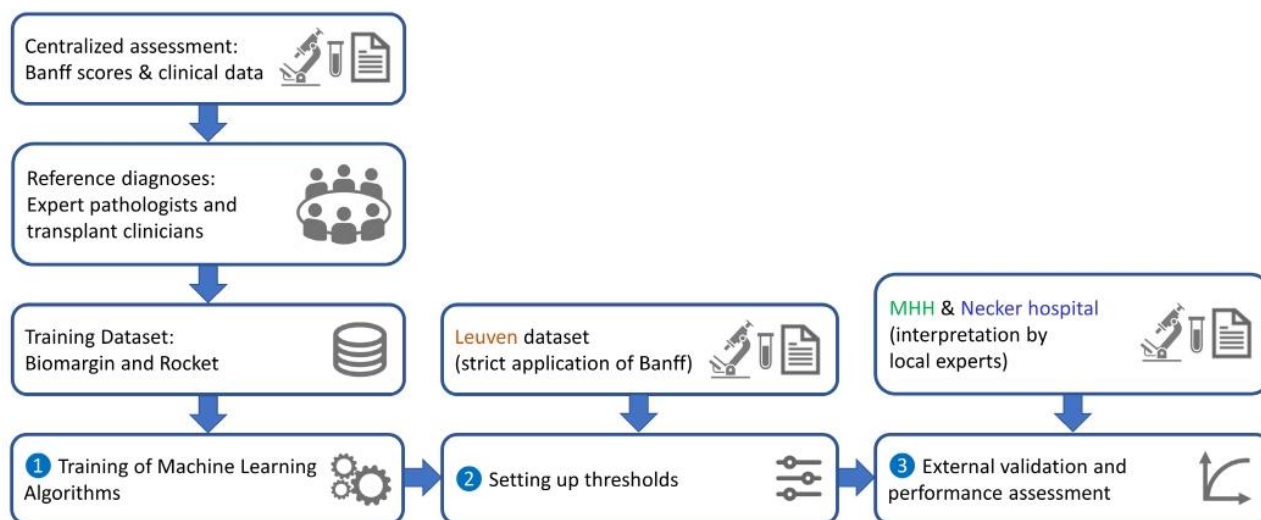 Centralized assessment:
Banff scores & clinical data
Reference diagnoses:
Expert pathologists and
transplant clinicians
Training Dataset:
Biomargin and Rocket
Leuven dataset
(strict application of Banff)
MHH & Necker hospital
(interpretation by
local experts)
1 Training of Machine Learning
Algorithms
2 Setting up thresholds
3 External validation and
performance assessment